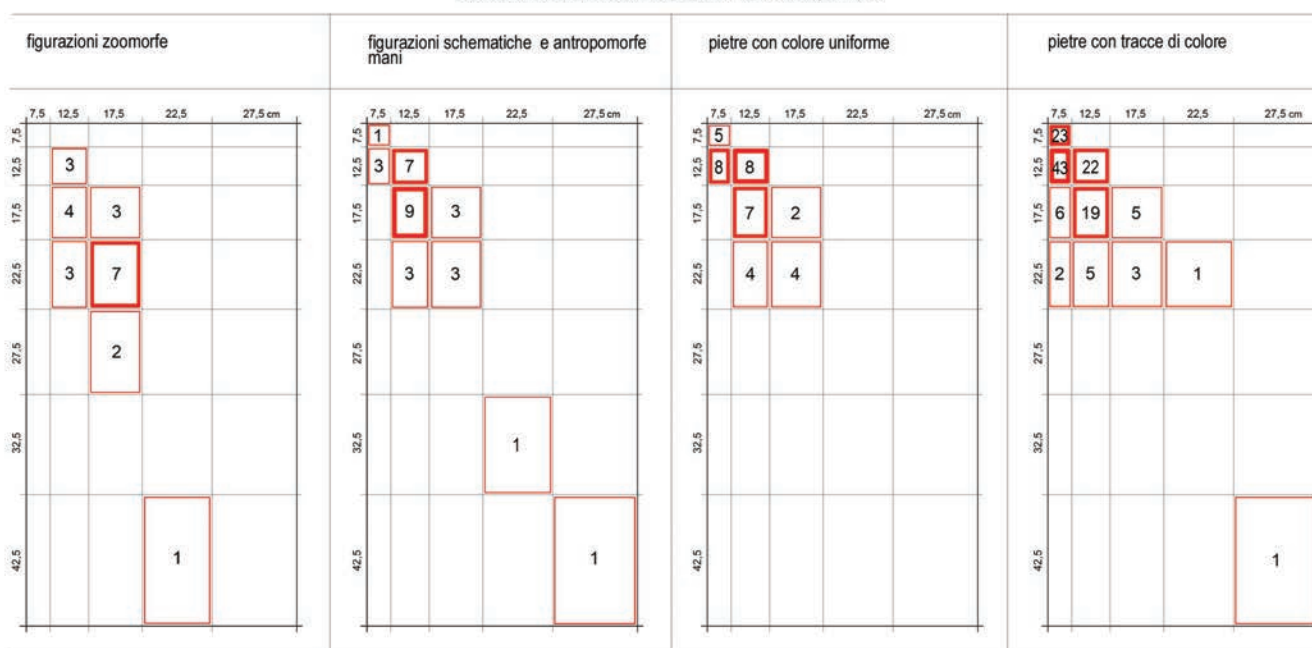 figurazioni zoomorfe
7,5 12,5 17,5 22,5 27,5 cm
7,5
12,5 3
17,5 4 3
22,5 3 7
27,5 2
32,5
42,5 1
figurazioni schematiche e antropomorfe
mani
7,5 12,5 17,5 22,5 27,5 cm
7,5 1
12,5 3 7
17,5 9 3
22,5 3 3
27,5
32,5 1
42,5 1
pietre con colore uniforme
7,5 12,5 17,5 22,5 27,5 cm
7,5 5
12,5 8 8
17,5 7 2
22,5 4 4
27,5
32,5
42,5
pietre con tracce di colore
7,5 12,5 17,5 22,5 27,5 cm
7,5 23
12,5 43 22
17,5 6 19 5
22,5 2 5 3 1
27,5
32,5
42,5 1